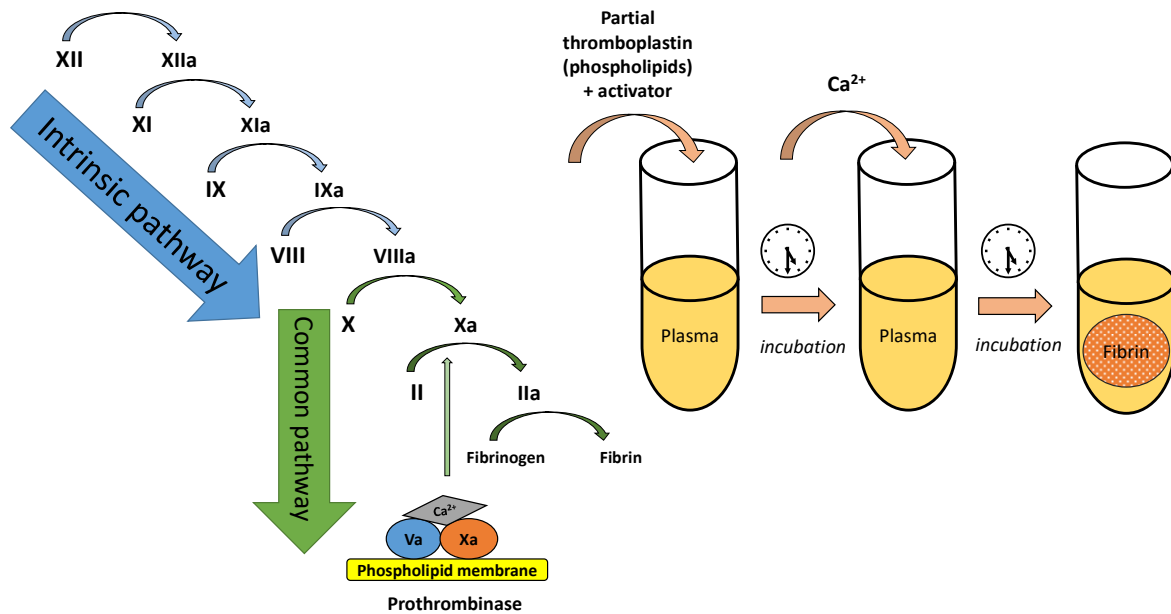 XII
XIIa
XI
XIa
IX
IXa
VIII
VIIIa
X
Xa
II
IIa
Fibrinogen
Fibrin
Intrinsic pathway
Common pathway
Ca²⁺
Va
Xa
Phospholipid membrane
Prothrombinase
Partial
thromboplastin
(phospholipids)
+ activator
Ca²⁺
Plasma
incubation
Plasma
incubation
Fibrin